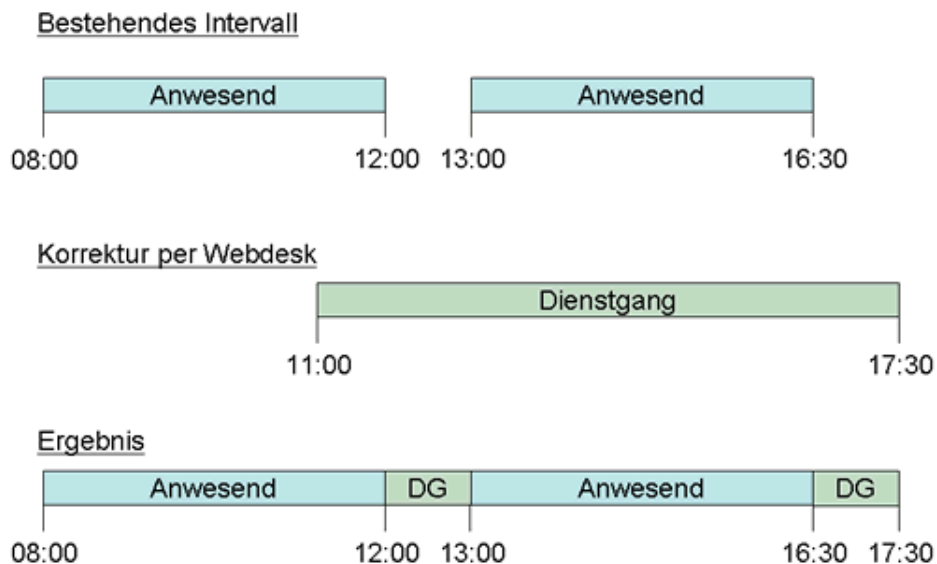 Bestehendes Intervall
Anwesend Anwesend
08:00 12:00 13:00 16:30
Korrektur per Webdesk
Dienstgang
11:00 17:30
Ergebnis
Anwesend DG Anwesend DG
08:00 12:00 13:00 16:30 17:30